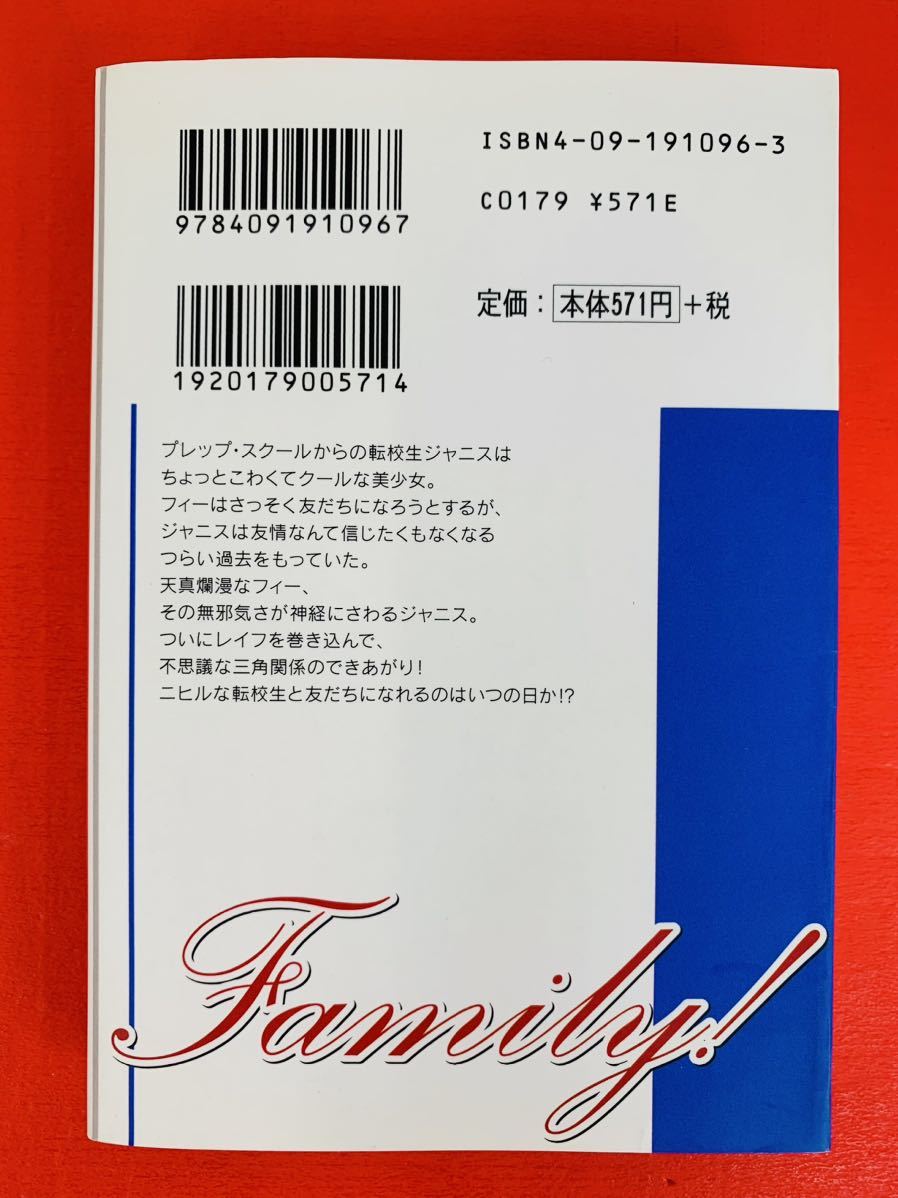 9784091910967
ISBN4-09-191096-3
C0179 ¥571E
1920179005714
定価：本体571円＋税
プレップ・スクールからの転校生ジャニスは
ちょっとこわくてクールな美少女。
フィーはさっそく友だちになろうとするが、
ジャニスは友情なんて信じたくもなくなる
つらい過去をもっていた。
天真爛漫なフィー、
その無邪気さが神経にさわるジャニス。
ついにレイフを巻き込んで、
不思議な三角関係のできあがり！
ニヒルな転校生と友だちになれるのはいつの日か!?
Family!